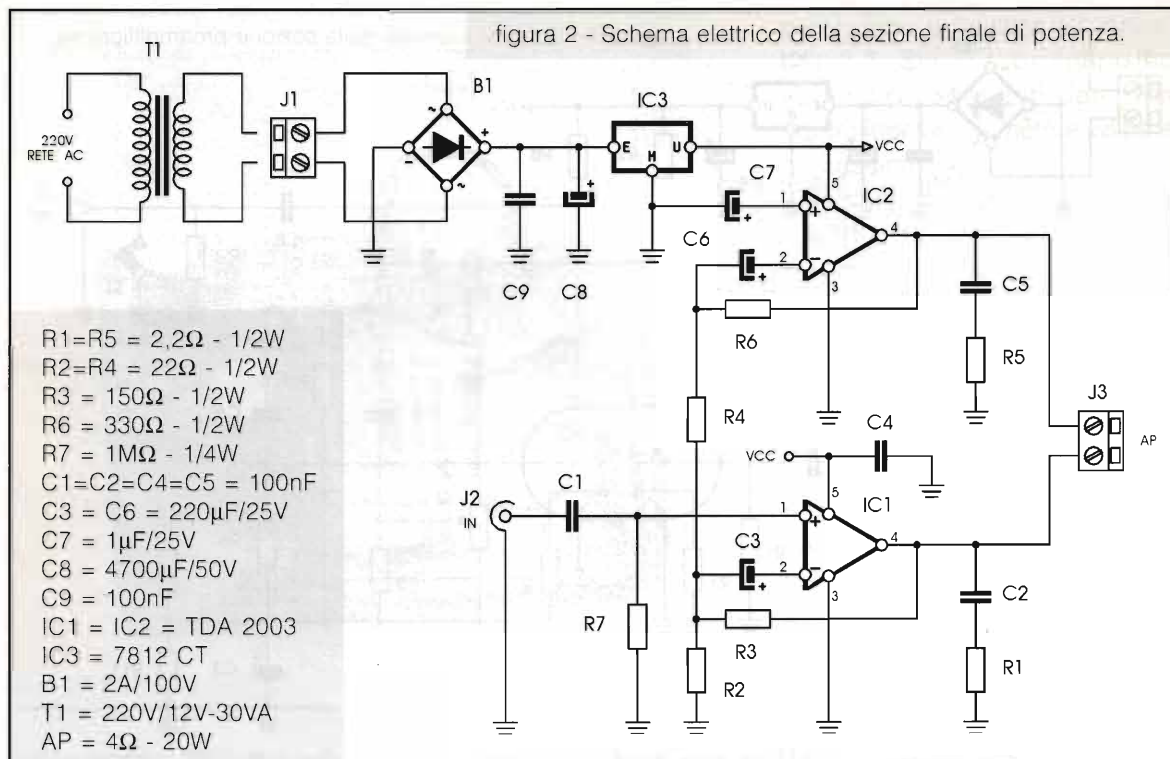 figura 2 - Schema elettrico della sezione finale di potenza.
T1
220V
RETE AC
J1
B1
~
+
-
~
IC3
E
M
U
VCC
C9
+
C8
C7
+
1
+
5
IC2
4
C6
+
2
-
3
R6
C5
R5
R4
J3
AP
VCC
C4
J2
IN
C1
5
IC1
1
+
4
C3
+
2
-
3
R7
R3
R2
C2
R1
R1=R5 = 2,2Ω - 1/2W
R2=R4 = 22Ω - 1/2W
R3 = 150Ω - 1/2W
R6 = 330Ω - 1/2W
R7 = 1MΩ - 1/4W
C1=C2=C4=C5 = 100nF
C3 = C6 = 220µF/25V
C7 = 1µF/25V
C8 = 4700µF/50V
C9 = 100nF
IC1 = IC2 = TDA 2003
IC3 = 7812 CT
B1 = 2A/100V
T1 = 220V/12V-30VA
AP = 4Ω - 20W